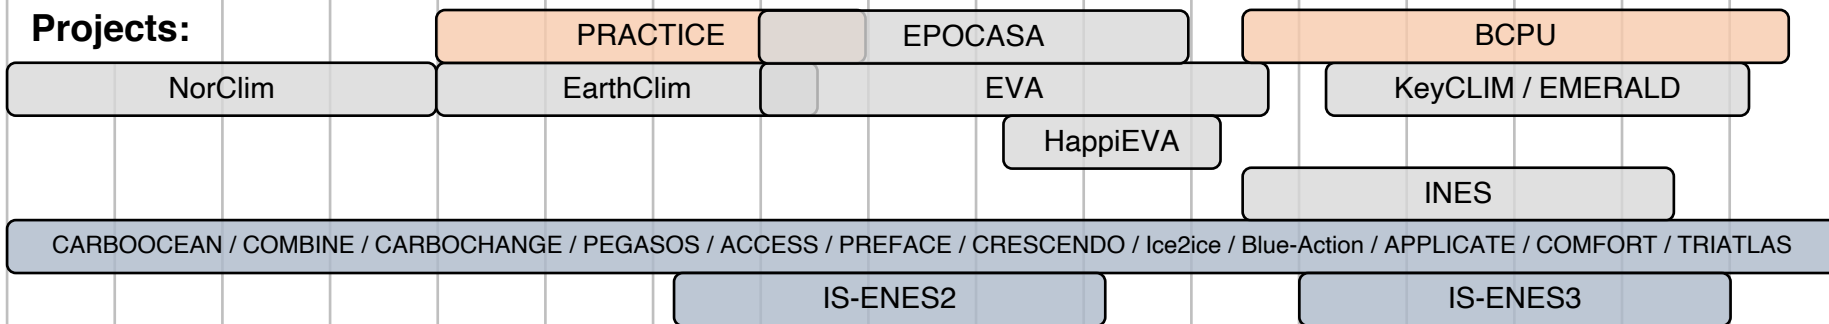 Projects:
PRACTICE
EPOCASA
BCPU
NorClim
EarthClim
EVA
KeyCLIM / EMERALD
HappiEVA
INES
CARBOOCEAN / COMBINE / CARBOCHANGE / PEGASOS / ACCESS / PREFACE / CRESCENDO / Ice2ice / Blue-Action / APPLICATE / COMFORT / TRIATLAS
IS-ENES2
IS-ENES3